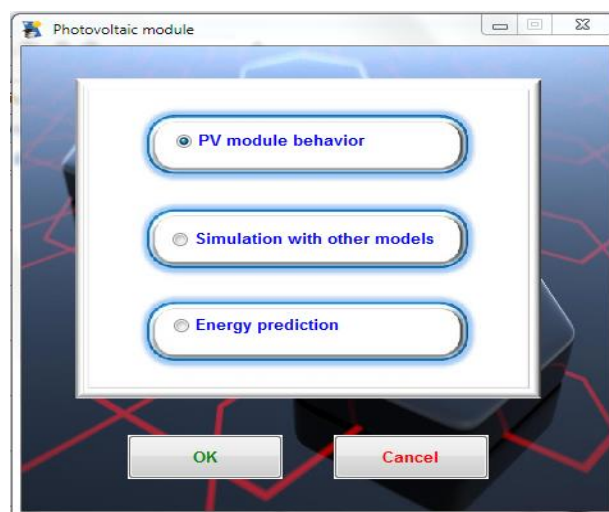 Photovoltaic module
PV module behavior
Simulation with other models
Energy prediction
OK
Cancel